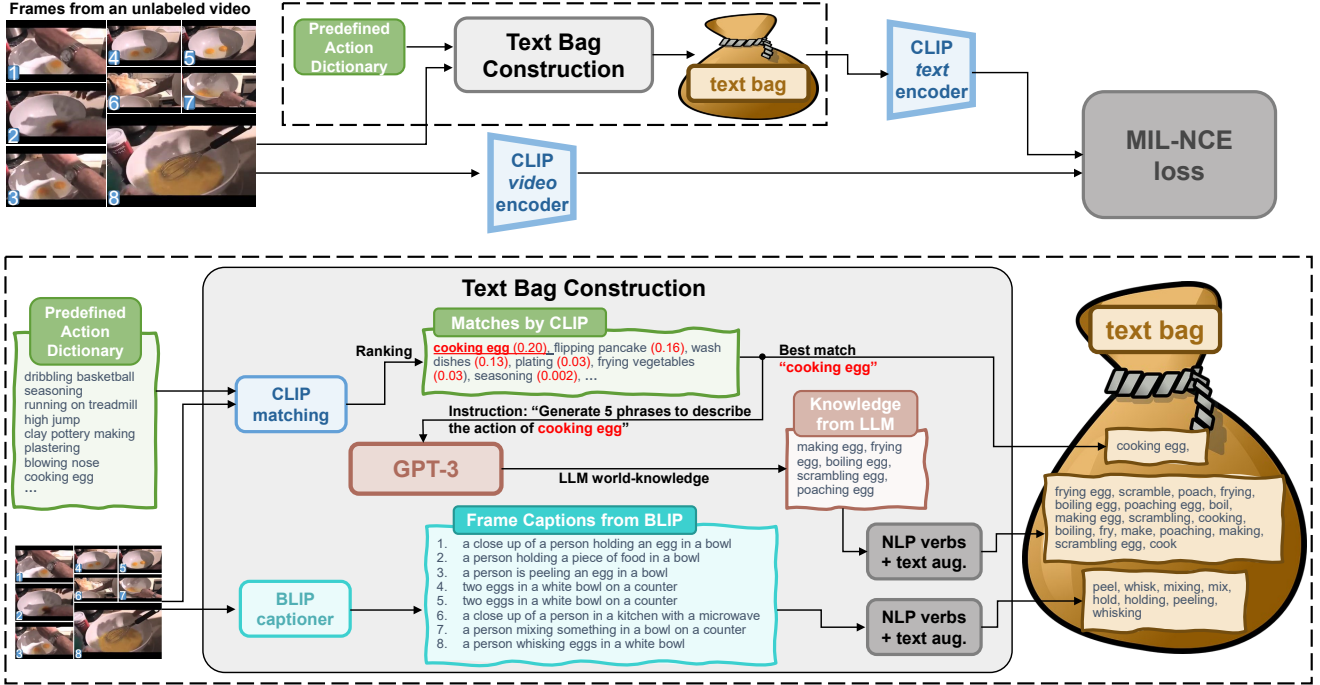 Frames from an unlabeled video
1
2
3
4
5
6
7
8
Predefined
Action
Dictionary
Text Bag
Construction
text bag
CLIP
text
encoder
CLIP
video
encoder
MIL-NCE
loss
Text Bag Construction
Predefined
Action
Dictionary
dribbling basketball
seasoning
running on treadmill
high jump
clay pottery making
plastering
blowing nose
cooking egg
...
1
2
3
4
5
6
7
8
CLIP
matching
Ranking
Matches by CLIP
cooking egg (0.20), flipping pancake (0.16), wash
dishes (0.13), plating (0.03), frying vegetables
(0.03), seasoning (0.002), ...
Best match
“cooking egg”
Instruction: “Generate 5 phrases to describe
the action of cooking egg”
GPT-3
LLM world-knowledge
Knowledge
from LLM
making egg, frying
egg, boiling egg,
scrambling egg,
poaching egg
BLIP
captioner
Frame Captions from BLIP
1. a close up of a person holding an egg in a bowl
2. a person holding a piece of food in a bowl
3. a person is peeling an egg in a bowl
4. two eggs in a white bowl on a counter
5. two eggs in a white bowl on a counter
6. a close up of a person in a kitchen with a microwave
7. a person mixing something in a bowl on a counter
8. a person whisking eggs in a white bowl
NLP verbs
+ text aug.
NLP verbs
+ text aug.
text bag
cooking egg,
frying egg, scramble, poach, frying,
boiling egg, poaching egg, boil,
making egg, scrambling, cooking,
boiling, fry, make, poaching, making,
scrambling egg, cook
peel, whisk, mixing, mix,
hold, holding, peeling,
whisking